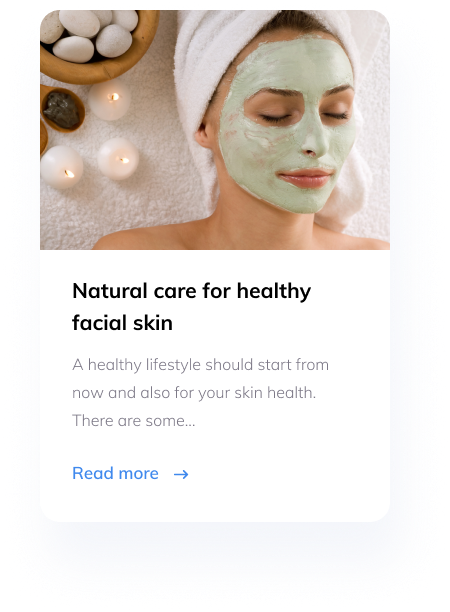 Natural care for healthy
facial skin
A healthy lifestyle should start from
now and also for your skin health.
There are some...
Read more →